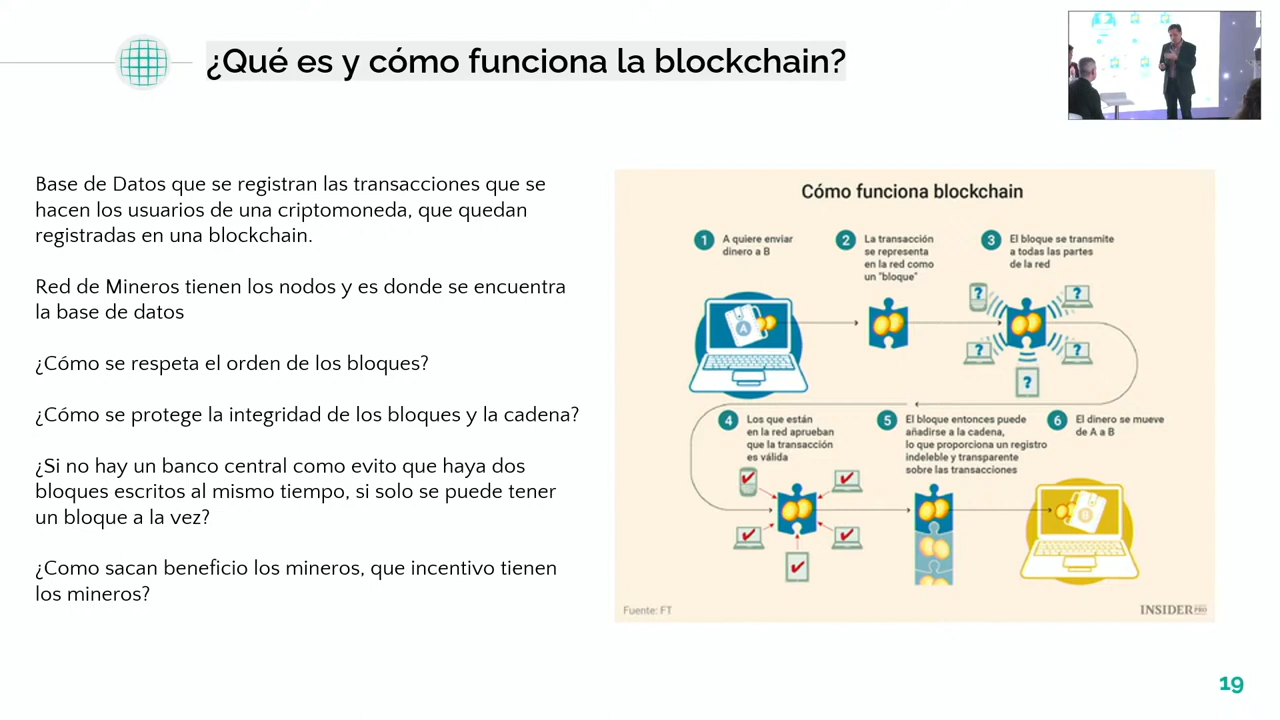 ¿Qué es y cómo funciona la blockchain?
Base de Datos que se registran las transacciones que se
hacen los usuarios de una criptomoneda, que quedan
registradas en una blockchain.
Red de Mineros tienen los nodos y es donde se encuentra
la base de datos
¿Cómo se respeta el orden de los bloques?
¿Cómo se protege la integridad de los bloques y la cadena?
¿Si no hay un banco central como evito que haya dos
bloques escritos al mismo tiempo, si solo se puede tener
un bloque a la vez?
¿Como sacan beneficio los mineros, que incentivo tienen
los mineros?
Cómo funciona blockchain
1
A quiere enviar
dinero a B
2
La transacción
se representa
en la red como
un "bloque"
3
El bloque se transmite
a todas las partes
de la red
A
?
?
?
?
?
4
Los que están
en la red aprueban
que la transacción
es válida
5
El bloque entonces puede
añadirse a la cadena,
lo que proporciona un registro
indeleble y transparente
sobre las transacciones
6
El dinero se mueve
de A a B
B
Fuente: FT
INSIDER PRO
19